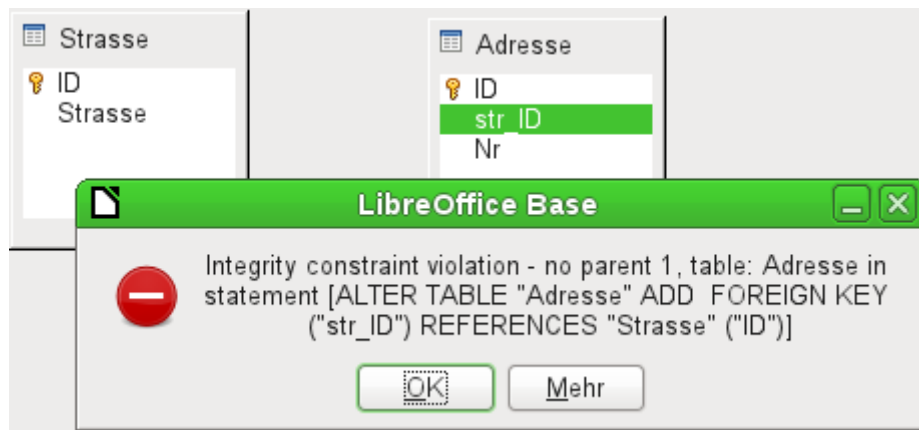 Strasse
ID
Strasse
Adresse
ID
str_ID
Nr
LibreOffice Base
Integrity constraint violation - no parent 1, table: Adresse in
statement [ALTER TABLE "Adresse" ADD  FOREIGN KEY
("str_ID") REFERENCES "Strasse" ("ID")]
OK
Mehr